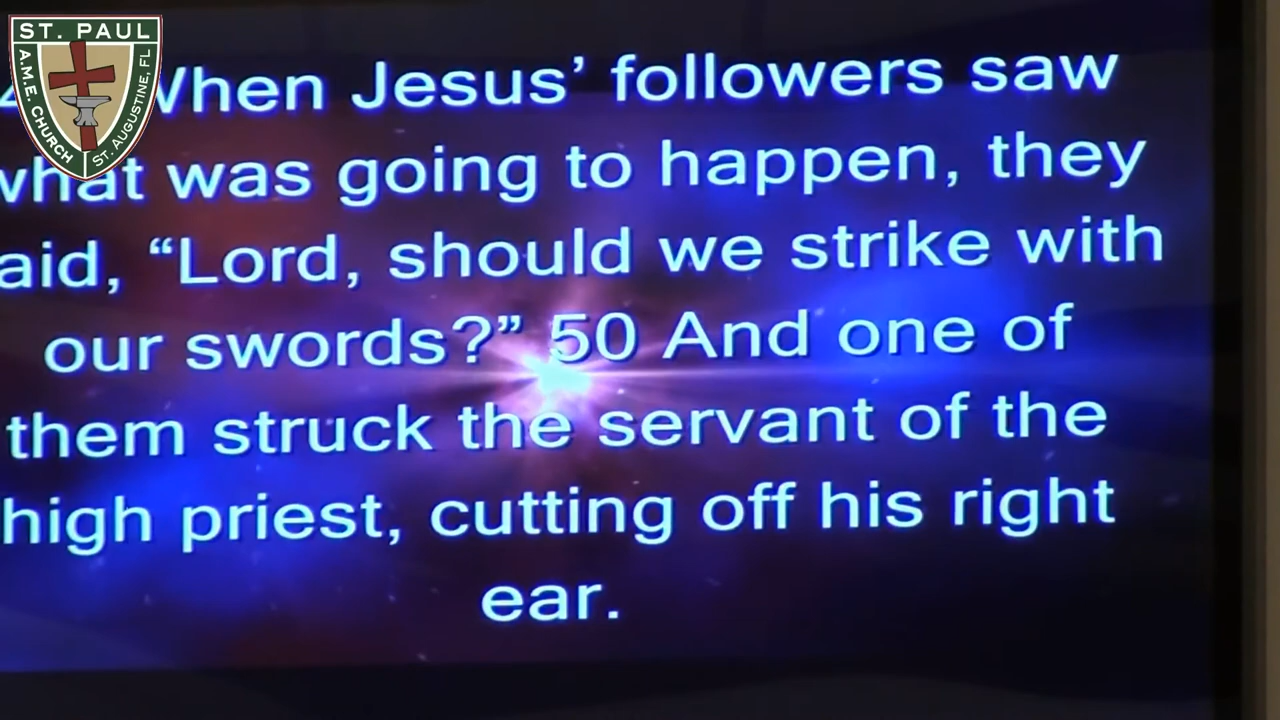 ST. PAUL
A.M.E. CHURCH
ST. AUGUSTINE, FL
When Jesus’ followers saw
what was going to happen, they
aid, “Lord, should we strike with
our swords?” 50 And one of
them struck the servant of the
high priest, cutting off his right
ear.